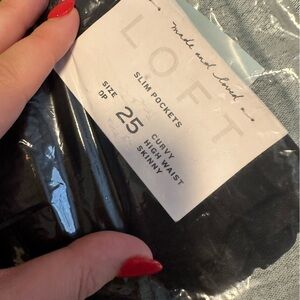 made and loved
LOFT
SLIM POCKETS
SIZE
0P
25
CURVY
HIGH WAIST
SKINNY